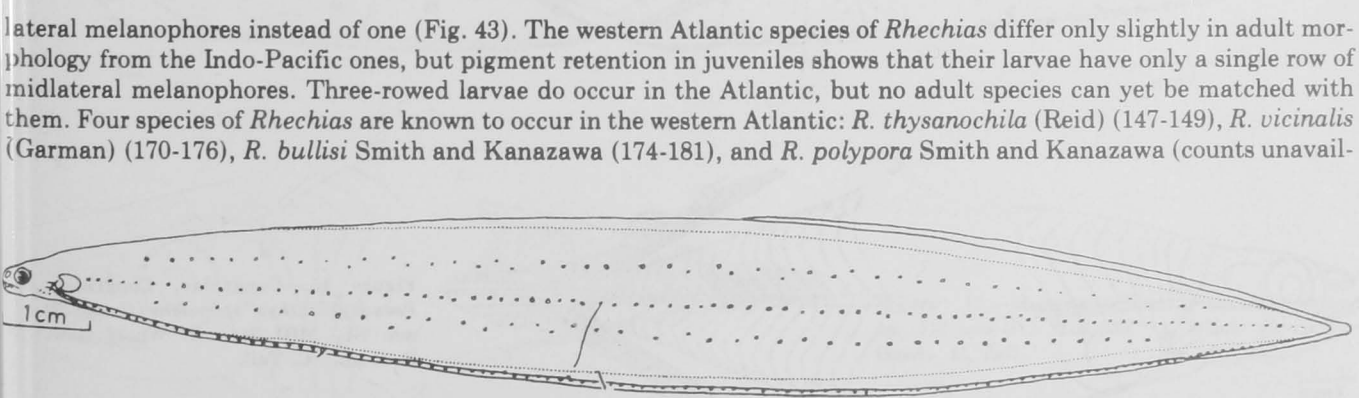 lateral melanophores instead of one (Fig. 43). The western Atlantic species of Rhechias differ only slightly in adult mor-
phology from the Indo-Pacific ones, but pigment retention in juveniles shows that their larvae have only a single row of
midlateral melanophores. Three-rowed larvae do occur in the Atlantic, but no adult species can yet be matched with
them. Four species of Rhechias are known to occur in the western Atlantic: R. thysanochila (Reid) (147-149), R. vicinalis
(Garman) (170-176), R. bullisi Smith and Kanazawa (174-181), and R. polypora Smith and Kanazawa (counts unavail-
1 cm